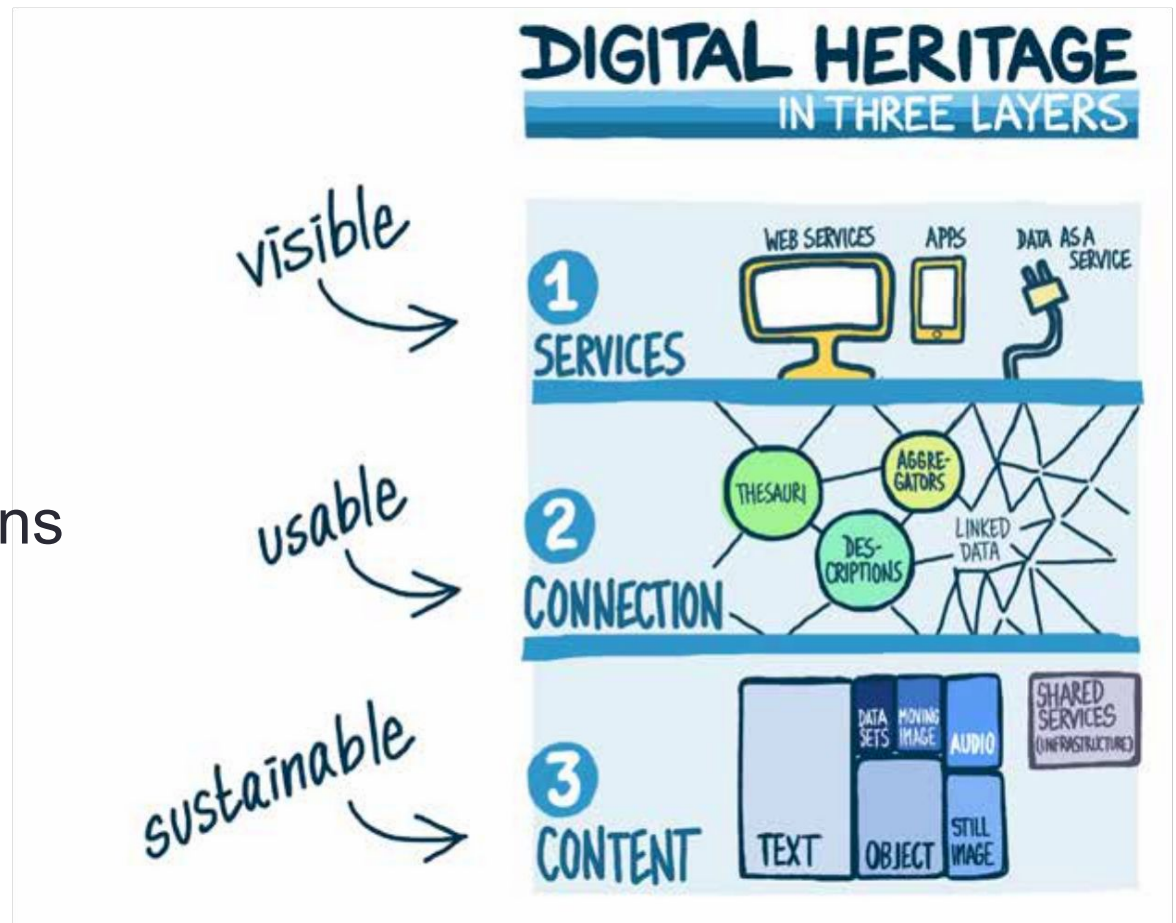 DIGITAL HERITAGE
IN THREE LAYERS
visible
1
SERVICES
WEB SERVICES
APPS
DATA AS A
SERVICE
ns
usable
2
CONNECTION
THESAURI
AGGRE-
GATORS
DES-
CRIPTIONS
LINKED
DATA
sustainable
3
CONTENT
TEXT
DATA
SETS
MOVING
IMAGE
AUDIO
OBJECT
STILL
IMAGE
SHARED
SERVICES
(INFRASTRUCTURE)